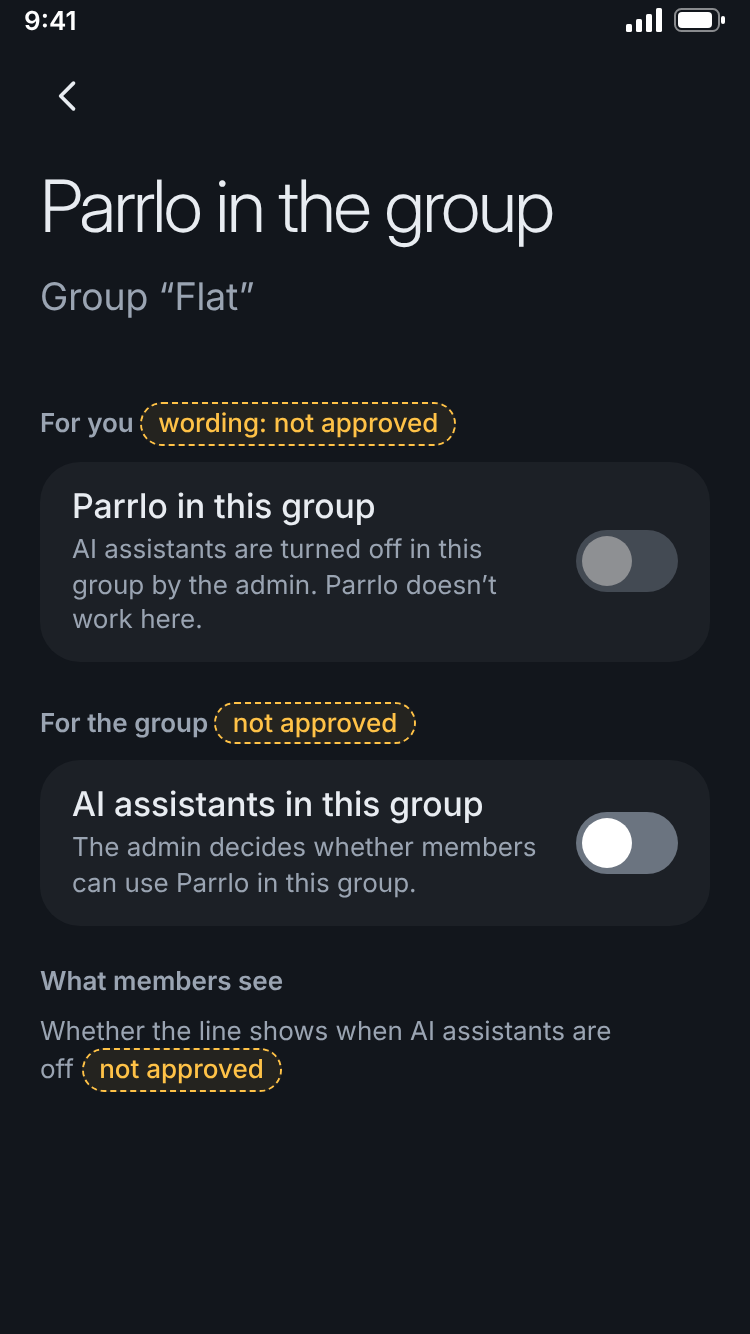 9:41
Parrlo in the group
Group “Flat”
For you wording: not approved
Parrlo in this group
AI assistants are turned off in this
group by the admin. Parrlo doesn’t
work here.
For the group not approved
AI assistants in this group
The admin decides whether members
can use Parrlo in this group.
What members see
Whether the line shows when AI assistants are
off not approved